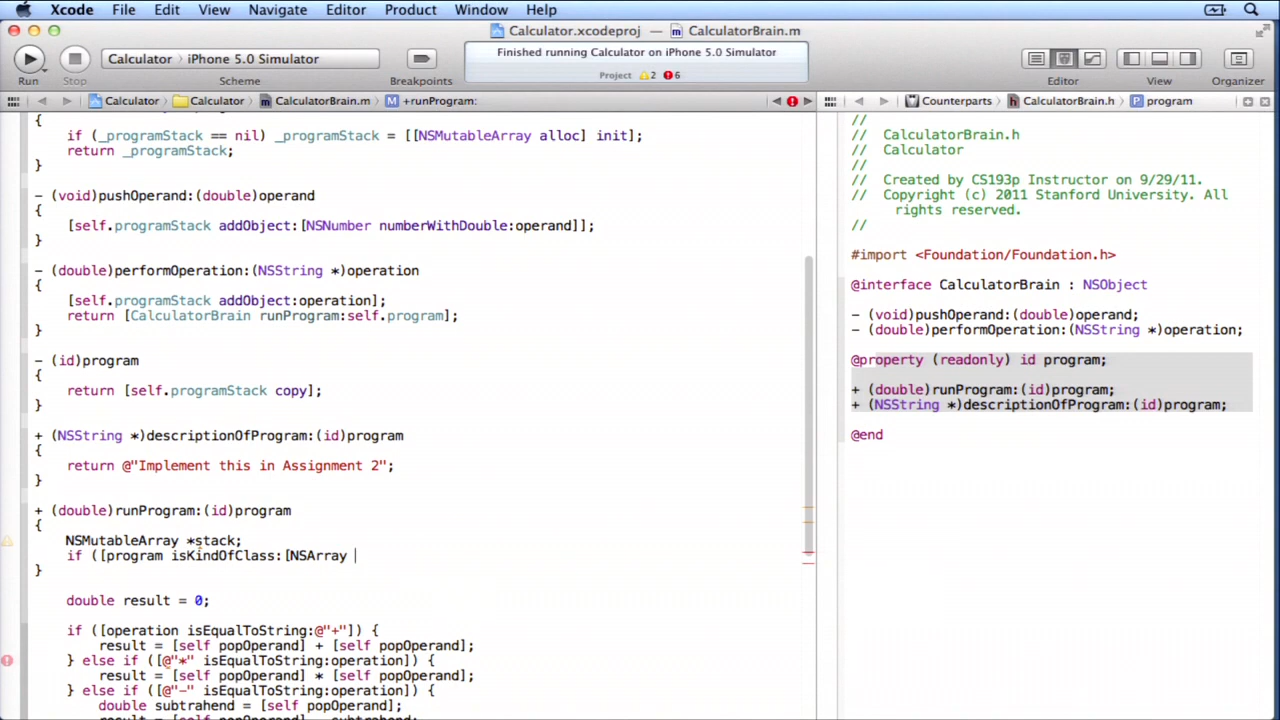 Xcode File Edit View Navigate Editor Product Window Help
Calculator.xcodeproj — CalculatorBrain.m
Run Stop
Calculator › iPhone 5.0 Simulator
Scheme
Breakpoints
Finished running Calculator on iPhone 5.0 Simulator
Project 2 6
Editor View Organizer
Calculator › Calculator › CalculatorBrain.m › M +runProgram:
{
if (_programStack == nil) _programStack = [[NSMutableArray alloc] init];
return _programStack;
}
- (void)pushOperand:(double)operand
{
[self.programStack addObject:[NSNumber numberWithDouble:operand]];
}
- (double)performOperation:(NSString *)operation
{
[self.programStack addObject:operation];
return [CalculatorBrain runProgram:self.program];
}
- (id)program
{
return [self.programStack copy];
}
+ (NSString *)descriptionOfProgram:(id)program
{
return @"Implement this in Assignment 2";
}
+ (double)runProgram:(id)program
{
NSMutableArray *stack;
if ([program isKindOfClass:[NSArray
}
double result = 0;
if ([operation isEqualToString:@"+"]) {
result = [self popOperand] + [self popOperand];
} else if ([@"*" isEqualToString:operation]) {
result = [self popOperand] * [self popOperand];
} else if ([@"-" isEqualToString:operation]) {
double subtrahend = [self popOperand];
result = [self popOperand] - subtrahend;
Counterparts › CalculatorBrain.h › P program
//
// CalculatorBrain.h
// Calculator
//
// Created by CS193p Instructor on 9/29/11.
// Copyright (c) 2011 Stanford University. All
rights reserved.
//
#import <Foundation/Foundation.h>
@interface CalculatorBrain : NSObject
- (void)pushOperand:(double)operand;
- (double)performOperation:(NSString *)operation;
@property (readonly) id program;
+ (double)runProgram:(id)program;
+ (NSString *)descriptionOfProgram:(id)program;
@end